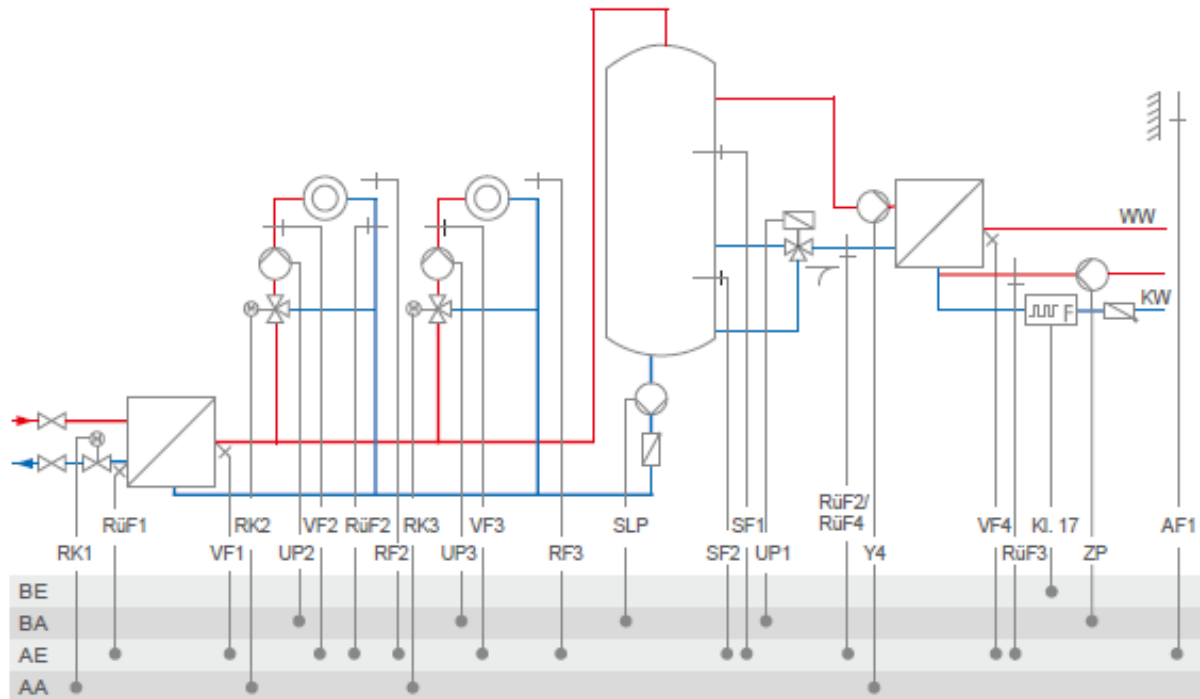 WW
KW
M
M
M
F
RüF2/
RüF4
RüF1
RK2
VF2
RüF2
RK3
VF3
SLP
SF1
VF4
Kl. 17
AF1
RK1
VF1
UP2
RF2
UP3
RF3
SF2
UP1
Y4
RüF3
ZP
BE
BA
AE
AA